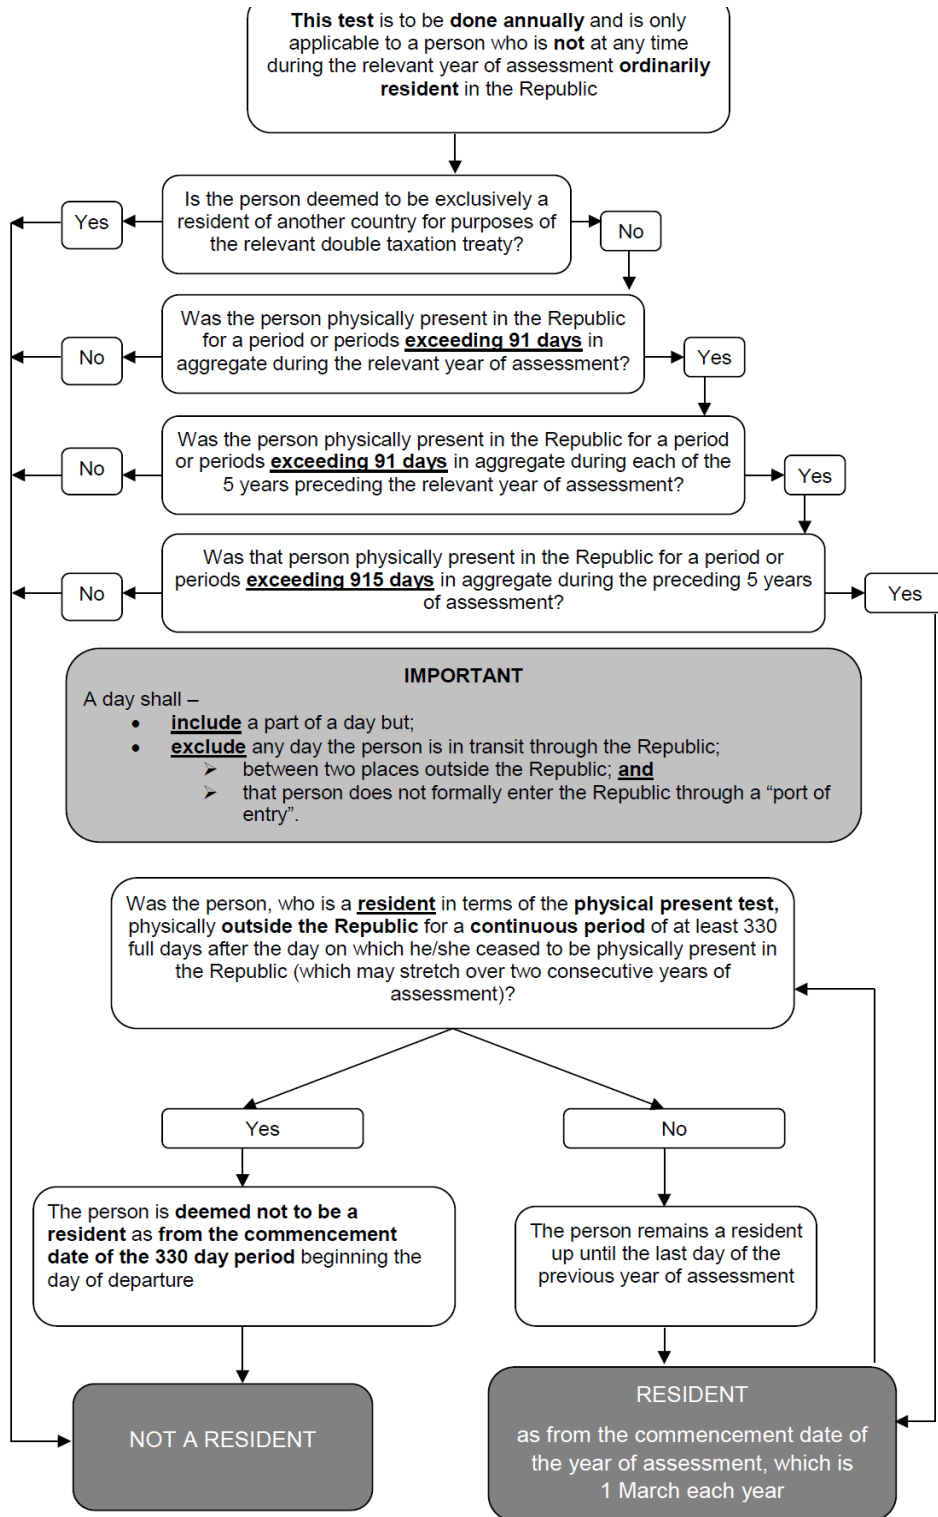 This test is to be done annually and is only
applicable to a person who is not at any time
during the relevant year of assessment ordinarily
resident in the Republic
Is the person deemed to be exclusively a
resident of another country for purposes of
the relevant double taxation treaty?
Yes
No
Was the person physically present in the Republic
for a period or periods exceeding 91 days in
aggregate during the relevant year of assessment?
No
Yes
Was the person physically present in the Republic for a period
or periods exceeding 91 days in aggregate during each of the
5 years preceding the relevant year of assessment?
No
Yes
Was that person physically present in the Republic for a period or
periods exceeding 915 days in aggregate during the preceding 5 years
of assessment?
No
Yes
IMPORTANT
A day shall –
• include a part of a day but;
• exclude any day the person is in transit through the Republic;
➢ between two places outside the Republic; and
➢ that person does not formally enter the Republic through a “port of
entry”.
Was the person, who is a resident in terms of the physical present test,
physically outside the Republic for a continuous period of at least 330
full days after the day on which he/she ceased to be physically present
in the Republic (which may stretch over two consecutive years of
assessment)?
Yes
No
The person is deemed not to be a
resident as from the commencement
date of the 330 day period beginning the
day of departure
The person remains a resident
up until the last day of the
previous year of assessment
NOT A RESIDENT
RESIDENT
as from the commencement date of
the year of assessment, which is
1 March each year